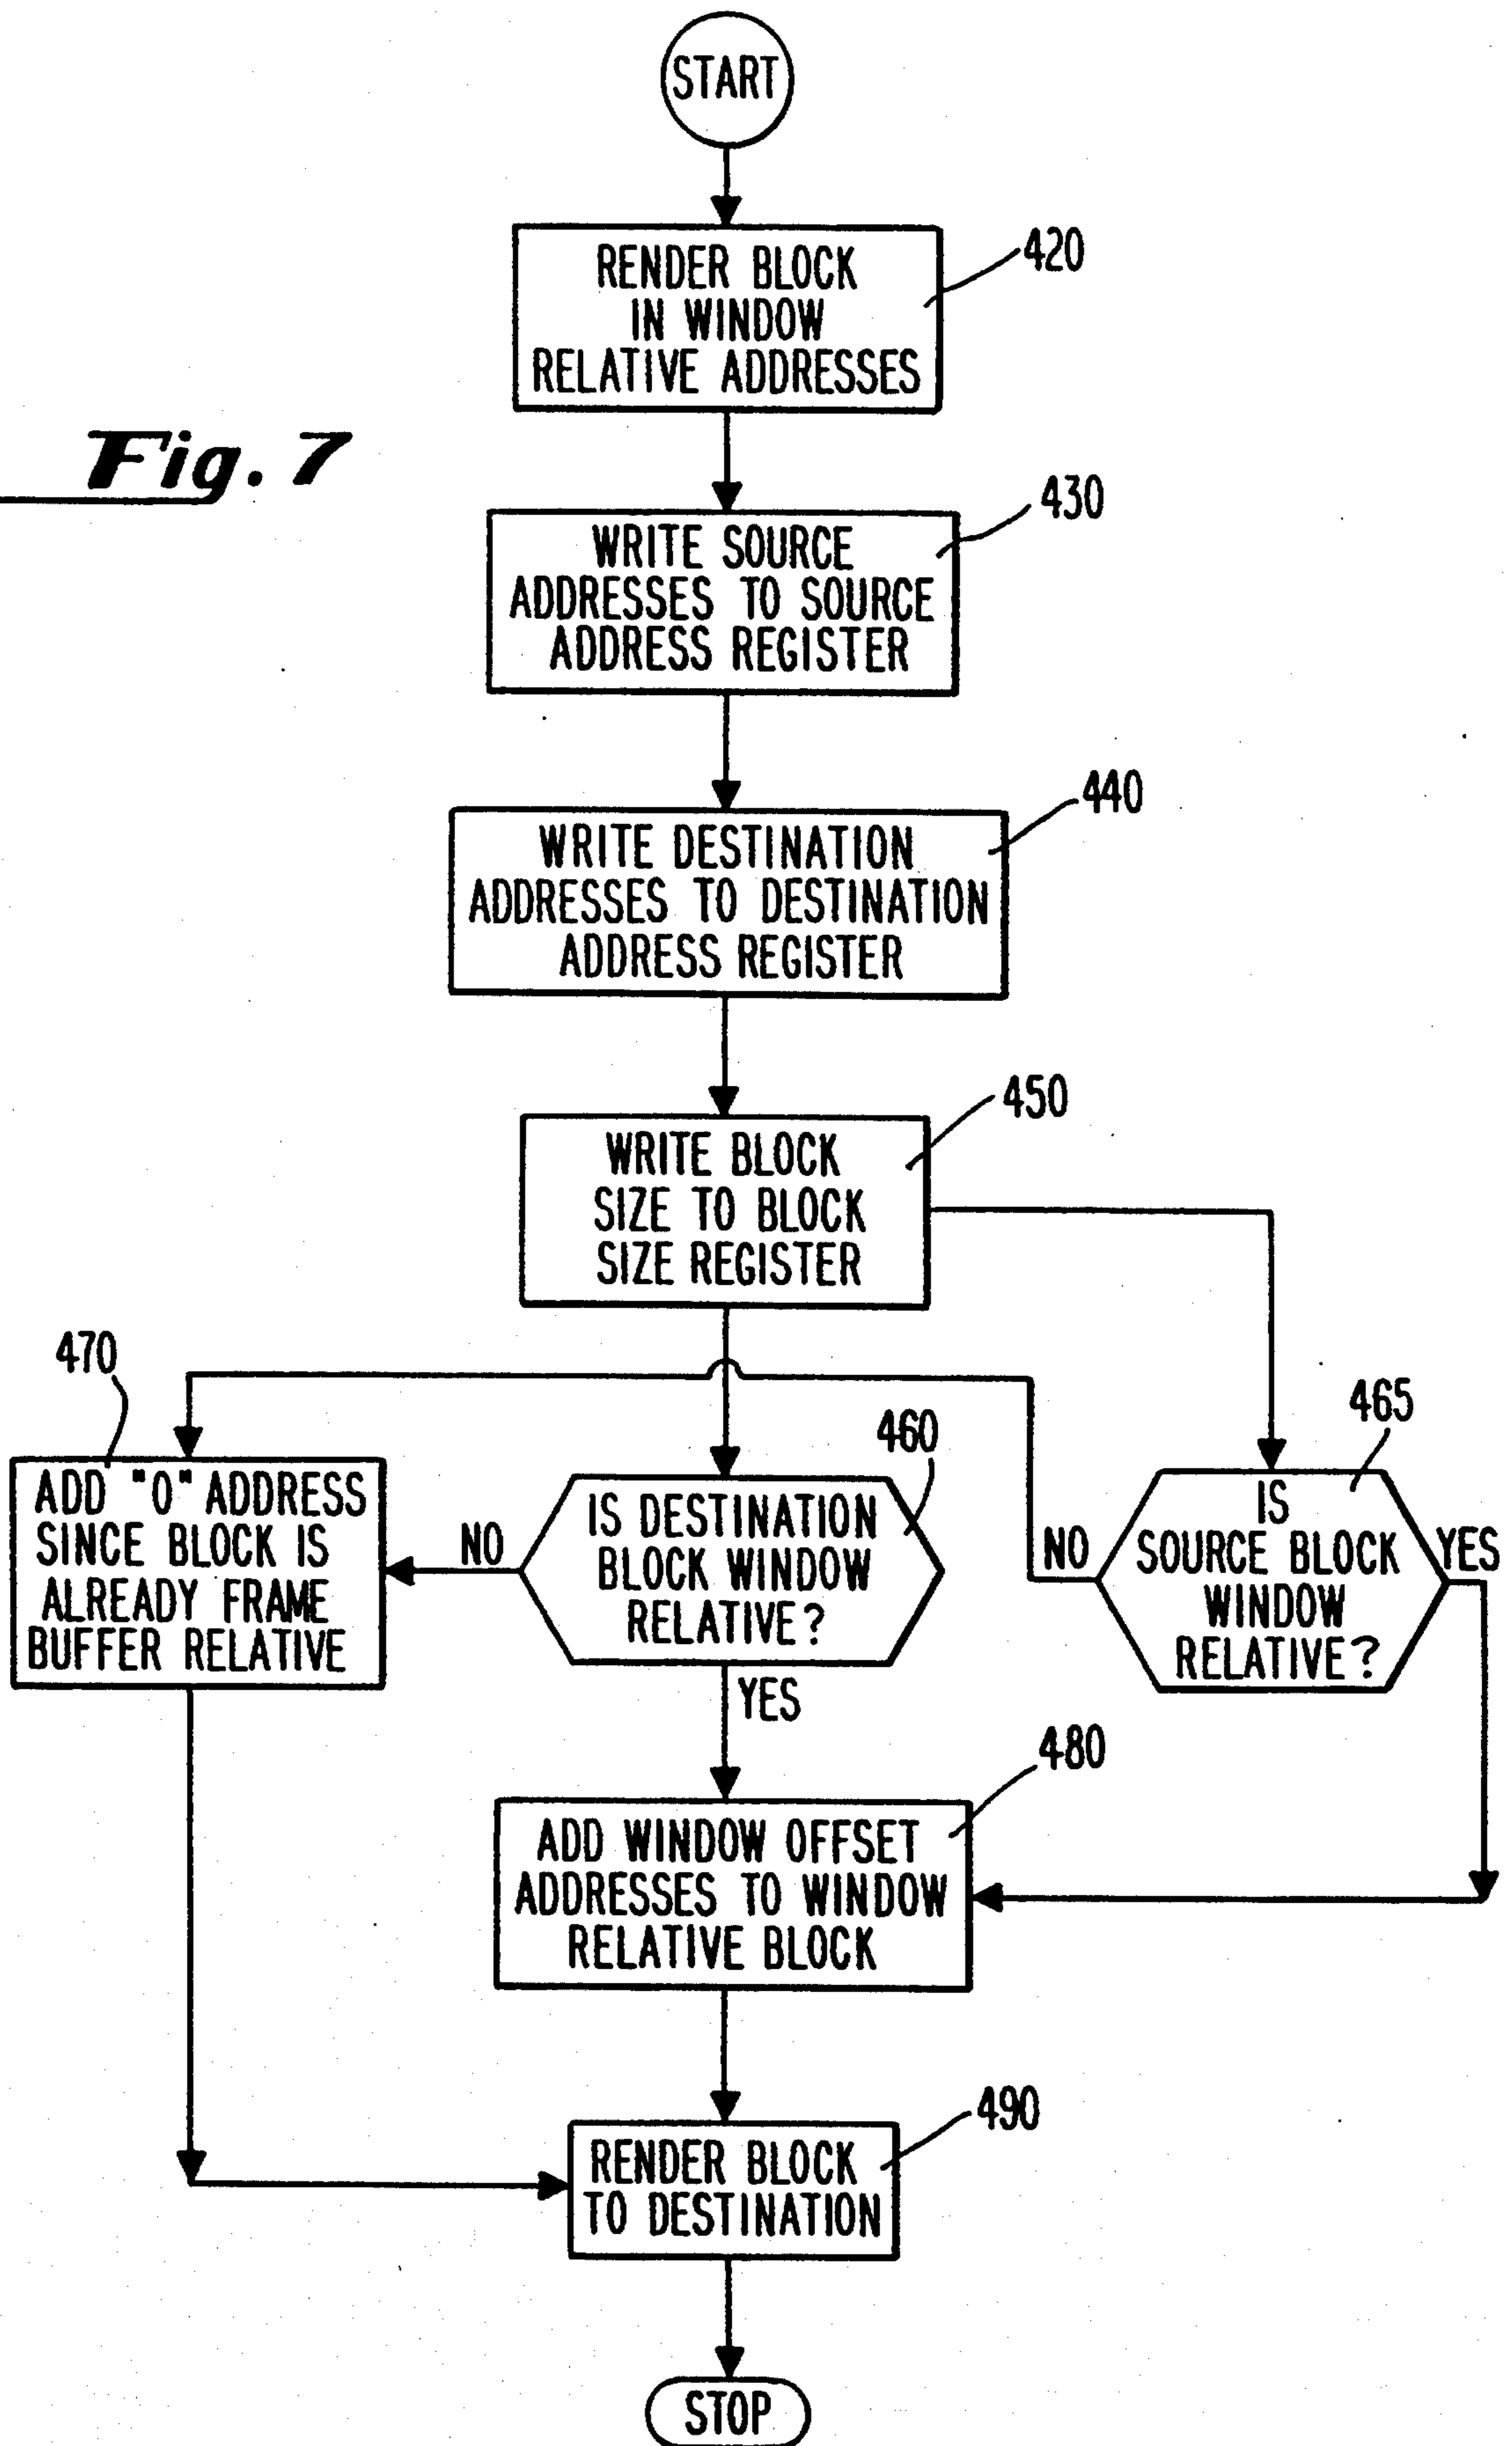 START
RENDER BLOCK
IN WINDOW
RELATIVE ADDRESSES
420
Fig. 7
WRITE SOURCE
ADDRESSES TO SOURCE
ADDRESS REGISTER
430
WRITE DESTINATION
ADDRESSES TO DESTINATION
ADDRESS REGISTER
440
WRITE BLOCK
SIZE TO BLOCK
SIZE REGISTER
450
470
ADD "0" ADDRESS
SINCE BLOCK IS
ALREADY FRAME
BUFFER RELATIVE
NO
460
IS DESTINATION
BLOCK WINDOW
RELATIVE?
YES
465
NO
IS
SOURCE BLOCK
WINDOW
RELATIVE?
YES
480
ADD WINDOW OFFSET
ADDRESSES TO WINDOW
RELATIVE BLOCK
490
RENDER BLOCK
TO DESTINATION
STOP